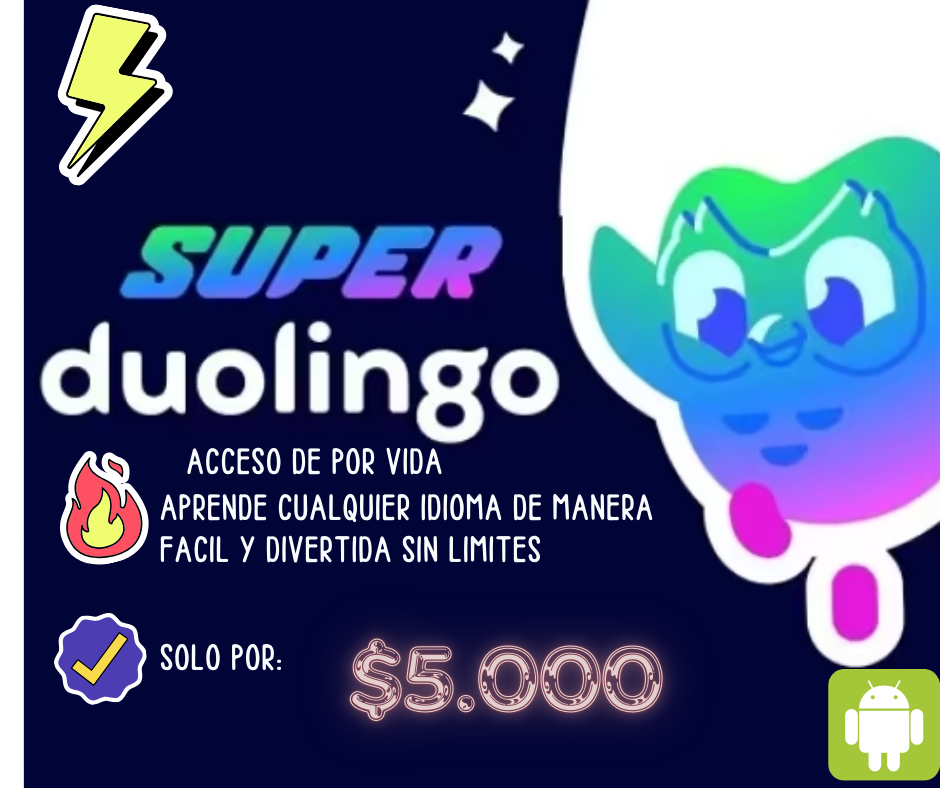 SUPER
duolingo
ACCESO DE POR VIDA
APRENDE CUALQUIER IDIOMA DE MANERA
FACIL Y DIVERTIDA SIN LIMITES
SOLO POR: $5.000